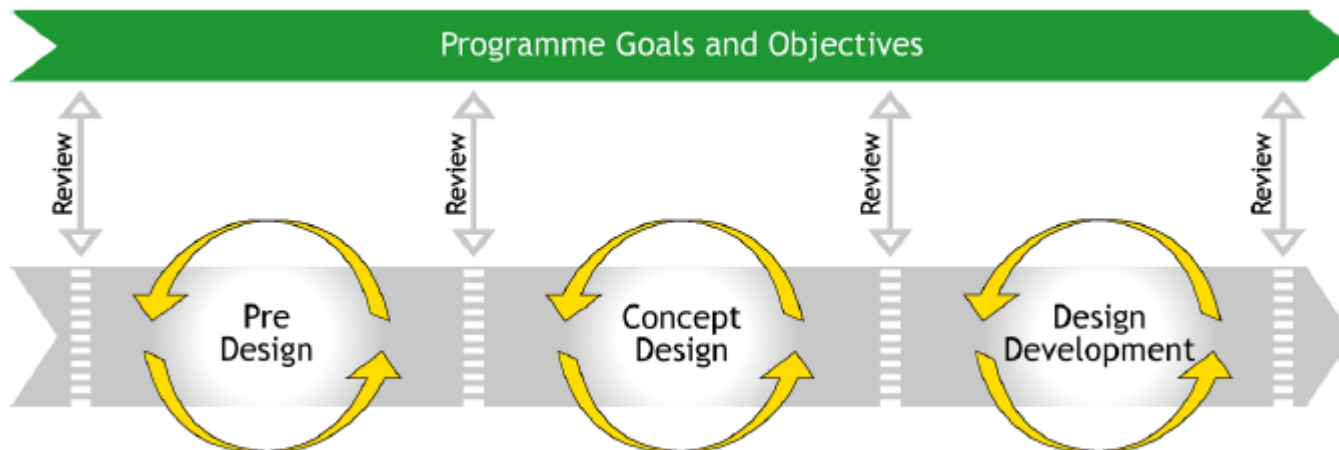 Programme Goals and Objectives
Review
Review
Review
Review
Pre
Design
Concept
Design
Design
Development